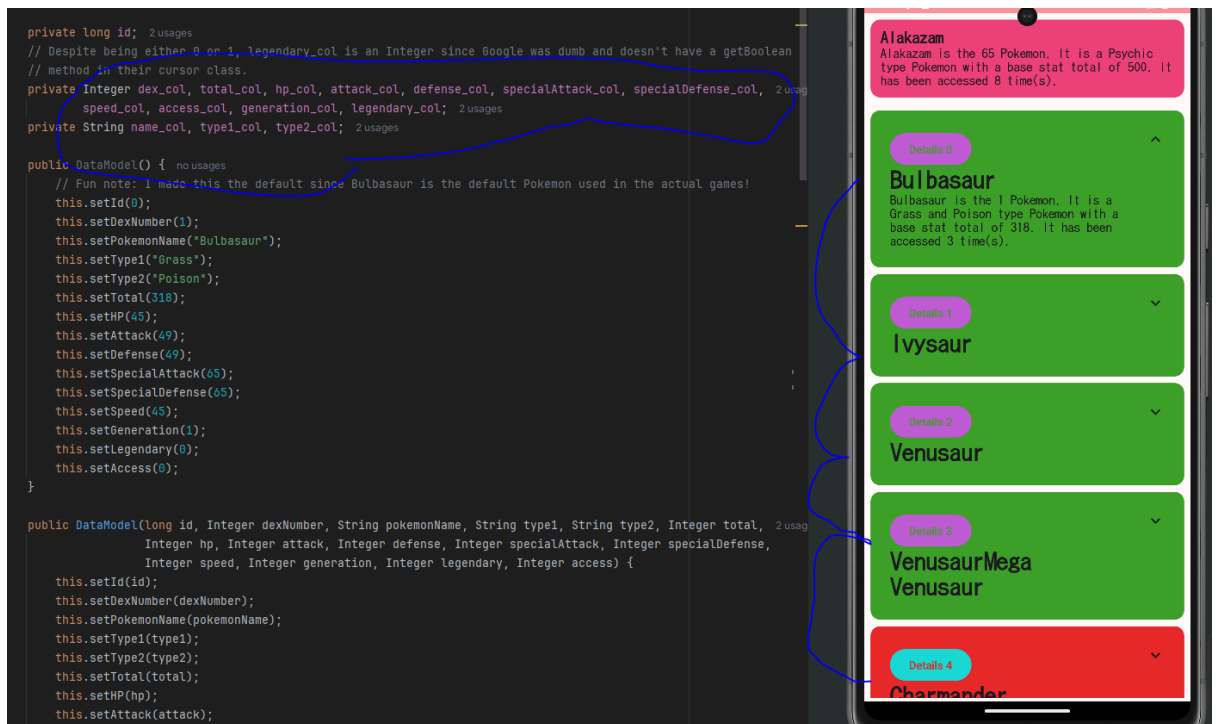 private long id; 2 usages
// Despite being either 0 or 1, legendary_col is an Integer since Google was dumb and doesn't have a getBoolean
// method in their cursor class.
private Integer dex_col, total_col, hp_col, attack_col, defense_col, specialAttack_col, specialDefense_col, 2 usag
speed_col, access_col, generation_col, legendary_col; 2 usages
private String name_col, type1_col, type2_col; 2 usages
public DataModel() { no usages
// Fun note: I made this the default since Bulbasaur is the default Pokemon used in the actual games!
this.setId(0);
this.setDexNumber(1);
this.setPokemonName("Bulbasaur");
this.setType1("Grass");
this.setType2("Poison");
this.setTotal(318);
this.setHP(45);
this.setAttack(49);
this.setDefense(49);
this.setSpecialAttack(65);
this.setSpecialDefense(65);
this.setSpeed(45);
this.setGeneration(1);
this.setLegendary(0);
this.setAccess(0);
}
public DataModel(long id, Integer dexNumber, String pokemonName, String type1, String type2, Integer total, 2 usag
Integer hp, Integer attack, Integer defense, Integer specialAttack, Integer specialDefense,
Integer speed, Integer generation, Integer legendary, Integer access) {
this.setId(id);
this.setDexNumber(dexNumber);
this.setPokemonName(pokemonName);
this.setType1(type1);
this.setType2(type2);
this.setTotal(total);
this.setHP(hp);
this.setAttack(attack);
Alakazam
Alakazam is the 65 Pokemon. It is a Psychic
type Pokemon with a base stat total of 500. It
has been accessed 8 time(s).
Details 0
Bulbasaur
Bulbasaur is the 1 Pokemon. It is a
Grass and Poison type Pokemon with a
base stat total of 318. It has been
accessed 3 time(s).
Details 1
Ivysaur
Details 2
Venusaur
Details 3
VenusaurMega
Venusaur
Details 4
Charmander